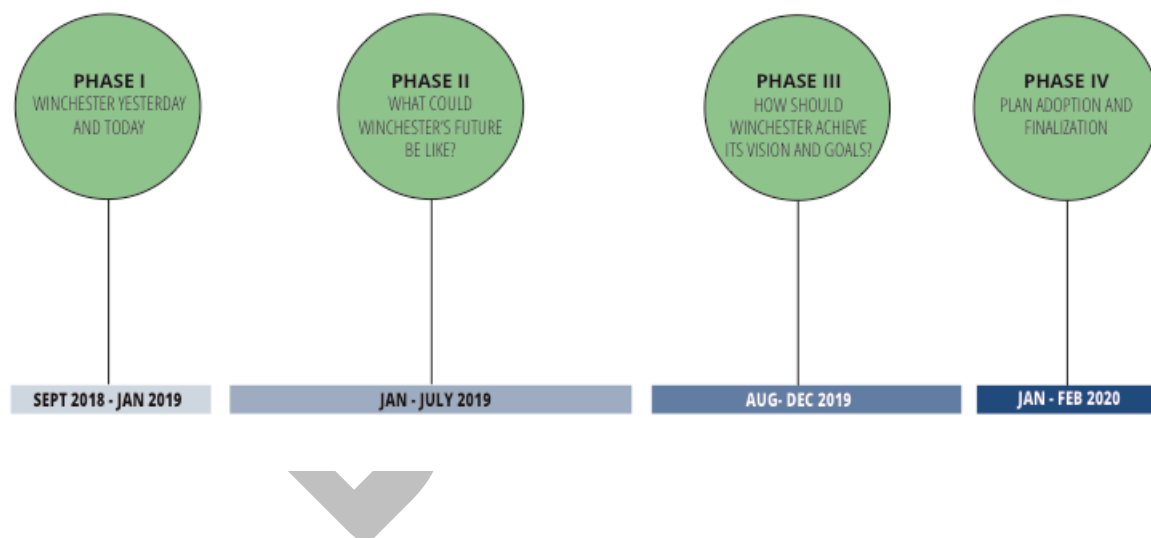 PHASE I
WINCHESTER YESTERDAY
AND TODAY
PHASE II
WHAT COULD
WINCHESTER'S FUTURE
BE LIKE?
PHASE III
HOW SHOULD
WINCHESTER ACHIEVE
ITS VISION AND GOALS?
PHASE IV
PLAN ADOPTION AND
FINALIZATION
SEPT 2018 - JAN 2019
JAN - JULY 2019
AUG- DEC 2019
JAN - FEB 2020